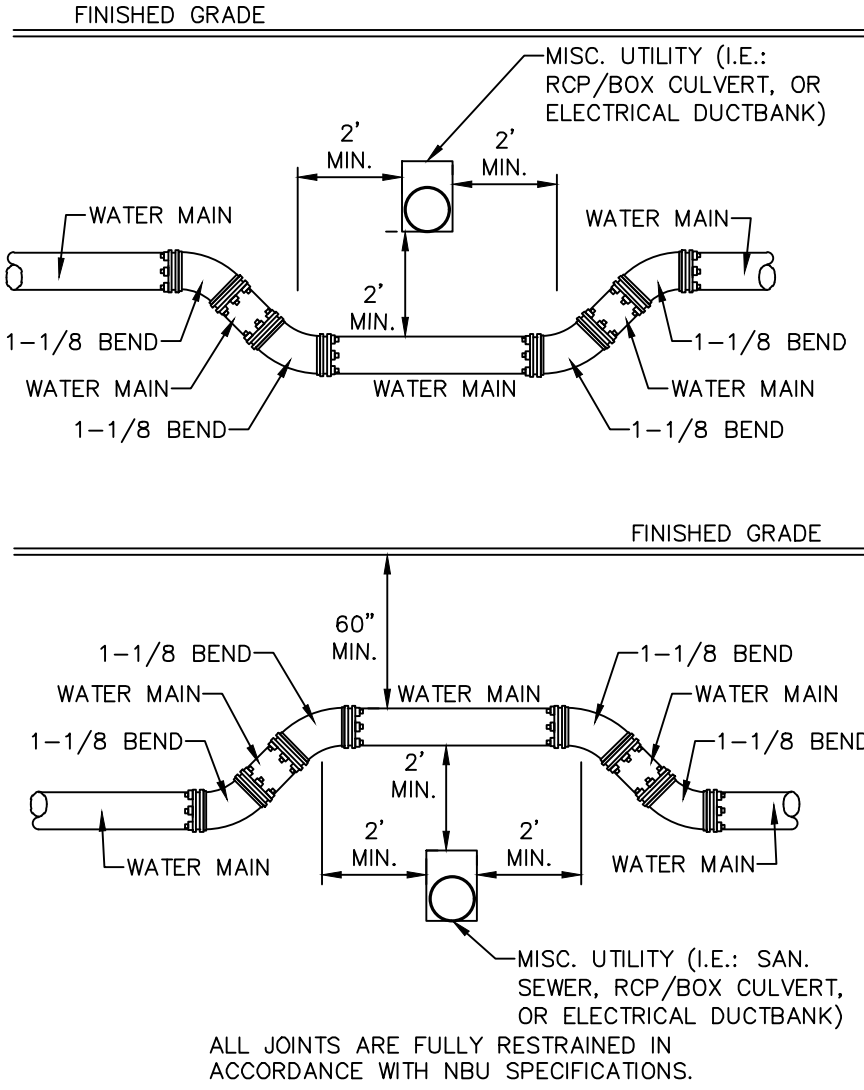 FINISHED GRADE
MISC. UTILITY (I.E.:
RCP/BOX CULVERT, OR
ELECTRICAL DUCTBANK)
2'
MIN.
2'
MIN.
WATER MAIN
WATER MAIN
2'
MIN.
1-1/8 BEND
1-1/8 BEND
WATER MAIN
WATER MAIN
WATER MAIN
1-1/8 BEND
1-1/8 BEND
FINISHED GRADE
60"
MIN.
1-1/8 BEND
1-1/8 BEND
WATER MAIN
WATER MAIN
WATER MAIN
1-1/8 BEND
1-1/8 BEND
2'
MIN.
2'
MIN.
2'
MIN.
WATER MAIN
WATER MAIN
MISC. UTILITY (I.E.: SAN.
SEWER, RCP/BOX CULVERT,
OR ELECTRICAL DUCTBANK)
ALL JOINTS ARE FULLY RESTRAINED IN
ACCORDANCE WITH NBU SPECIFICATIONS.